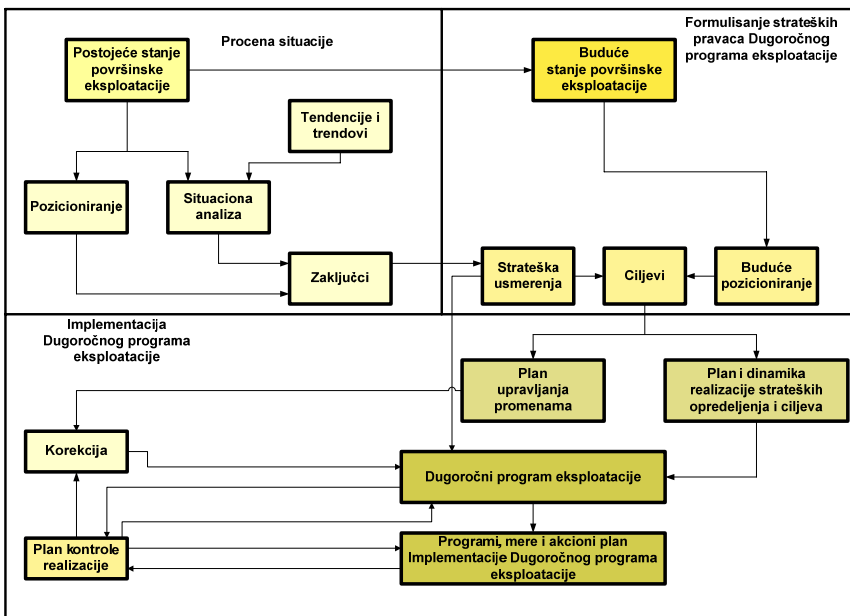 Procena situacije
Postojeće stanje
površinske
eksploatacije
Tendencije i
trendovi
Pozicioniranje
Situaciona
analiza
Zaključci
Formulisanje strateških
pravaca Dugoročnog
programa eksploatacije
Buduće
stanje površinske
eksploatacije
Strateška
usmerenja
Ciljevi
Buduće
pozicioniranje
Implementacija
Dugoročnog programa
eksploatacije
Plan
upravljanja
promenama
Plan i dinamika
realizacije strateških
opredeljenja i ciljeva
Korekcija
Dugoročni program eksploatacije
Plan kontrole
realizacije
Programi, mere i akcioni plan
Implementacije Dugoročnog programa
eksploatacije